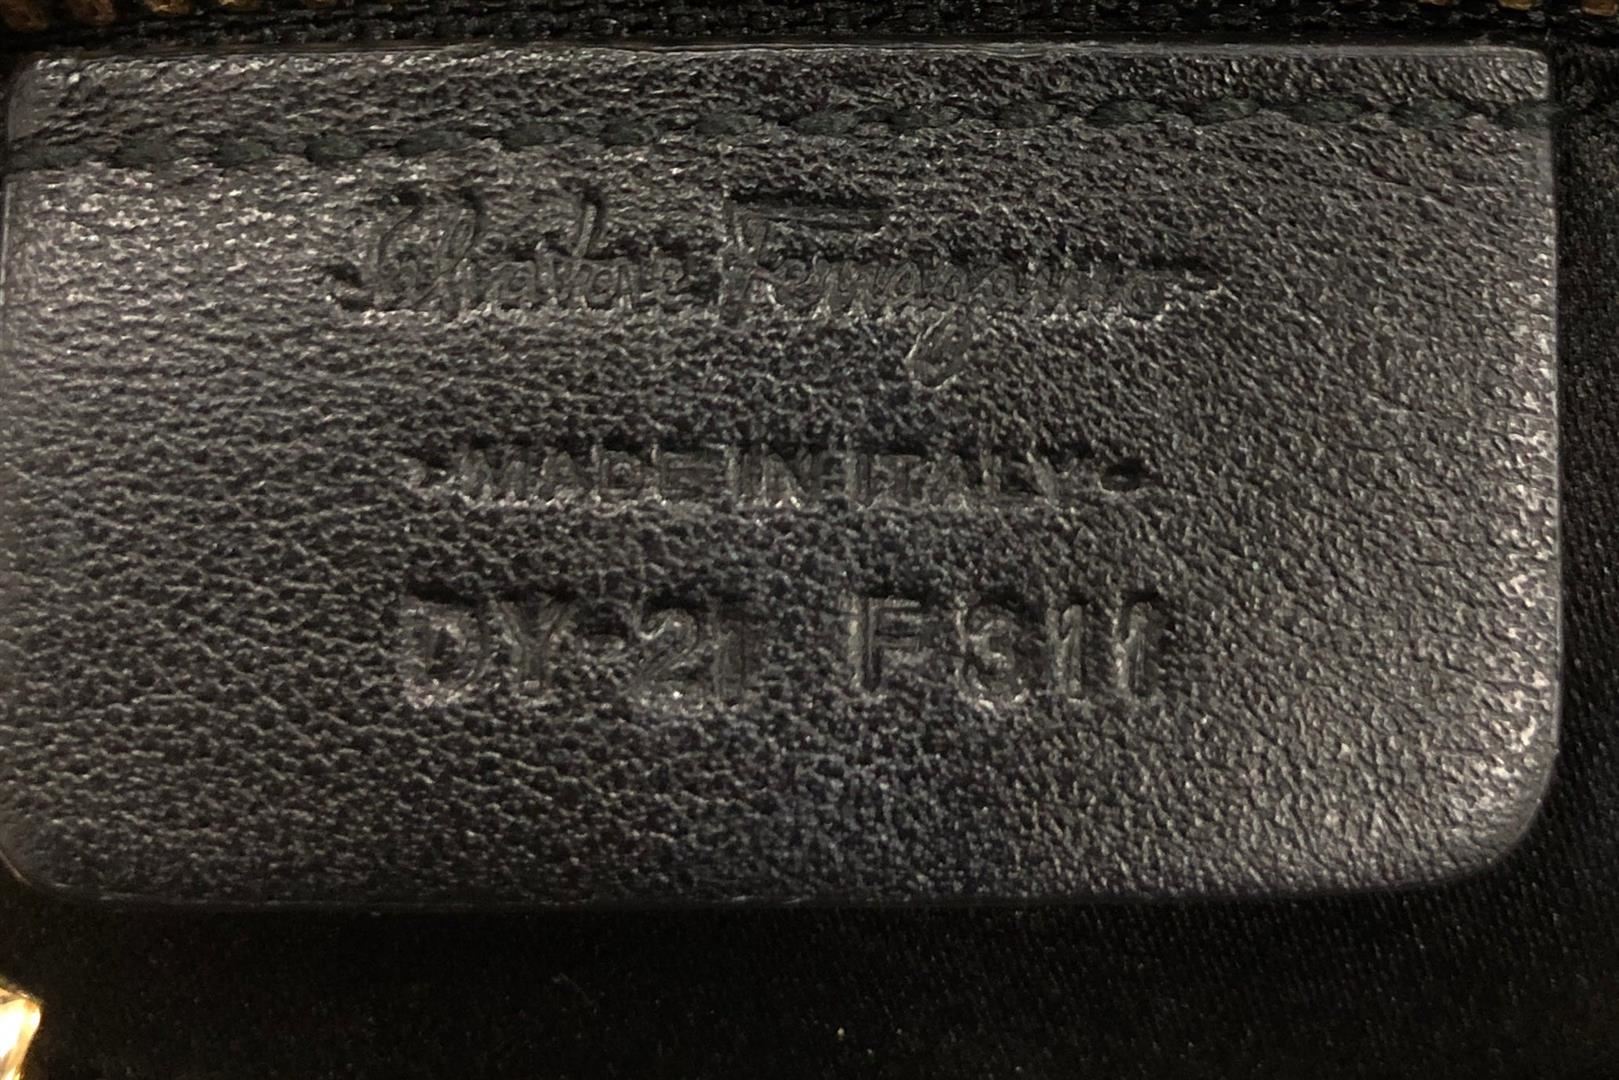 Salvatore Ferragamo
• MADE IN ITALY •
DY-21 F311